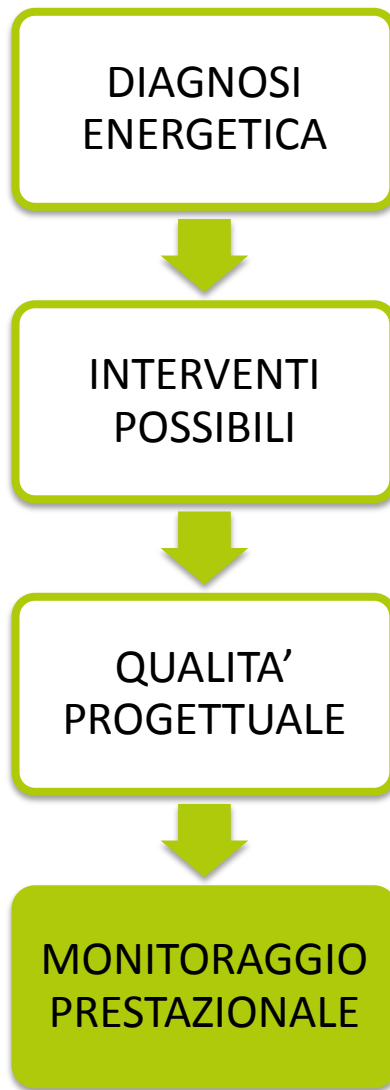 DIAGNOSI
ENERGETICA
INTERVENTI
POSSIBILI
QUALITA’
PROGETTUALE
MONITORAGGIO
PRESTAZIONALE